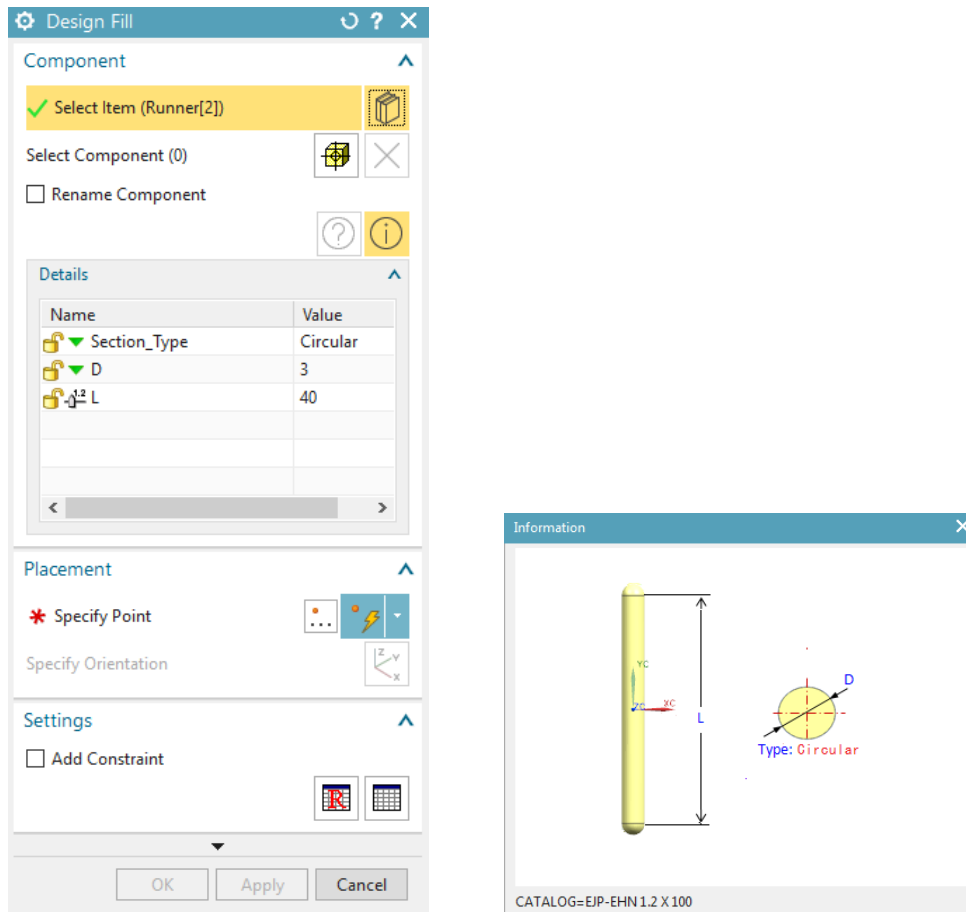 Design Fill
Component
Select Item (Runner[2])
Select Component (0)
Rename Component
Details
Name Value
Section_Type Circular
D 3
1.2 L 40
Placement
Specify Point
Specify Orientation
Z Y X
Settings
Add Constraint
R
OK Apply Cancel
Information
YC
ZC XC
L
D
Type: Circular
CATALOG=EJP-EHN 1.2 X 100